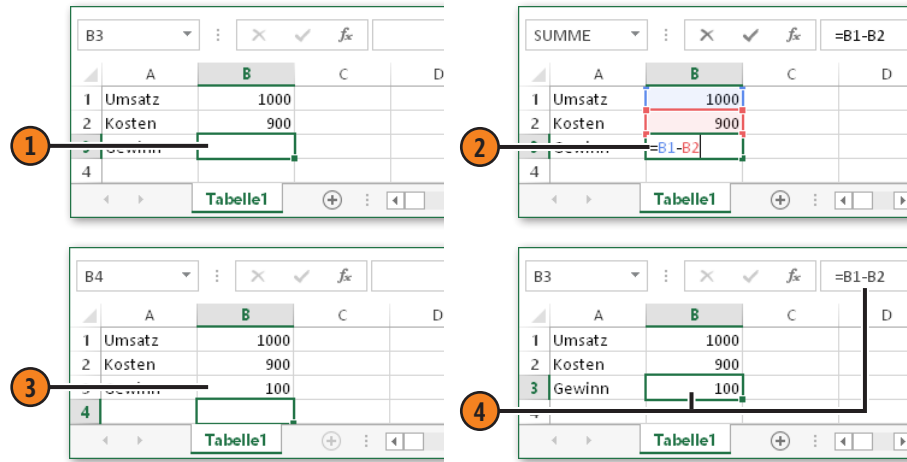 B3 fx
A B C D
1 Umsatz 1000
2 Kosten 900
1
3 Gewinn
4
Tabelle1
SUMME fx =B1-B2
A B C D
1 Umsatz 1000
2 Kosten 900
2
3 Gewinn =B1-B2
4
Tabelle1
B4 fx
A B C D
1 Umsatz 1000
2 Kosten 900
3
3 Gewinn 100
4
Tabelle1
B3 fx =B1-B2
A B C D
1 Umsatz 1000
2 Kosten 900
3 Gewinn 100
4
4
Tabelle1